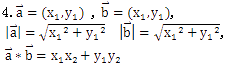 4. a⃗ = (x₁,y₁) , b⃗ = (x₁,y₁),
|a⃗| = √(x₁² + y₁²) |b⃗| = √(x₁² + y₁²),
a⃗ * b⃗ = x₁x₂ + y₁y₂